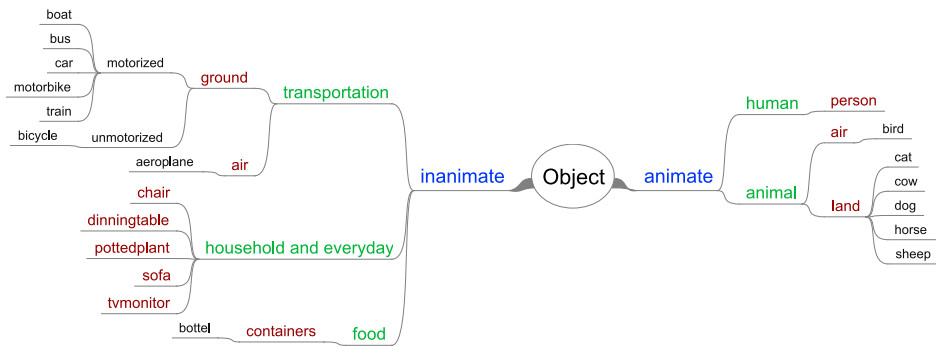 boat
bus
car
motorbike
train
motorized
bicycle
unmotorized
ground
aeroplane
air
transportation
chair
dinningtable
pottedplant
sofa
tvmonitor
household and everyday
bottel
containers
food
inanimate
Object
animate
human
person
animal
air
bird
land
cat
cow
dog
horse
sheep